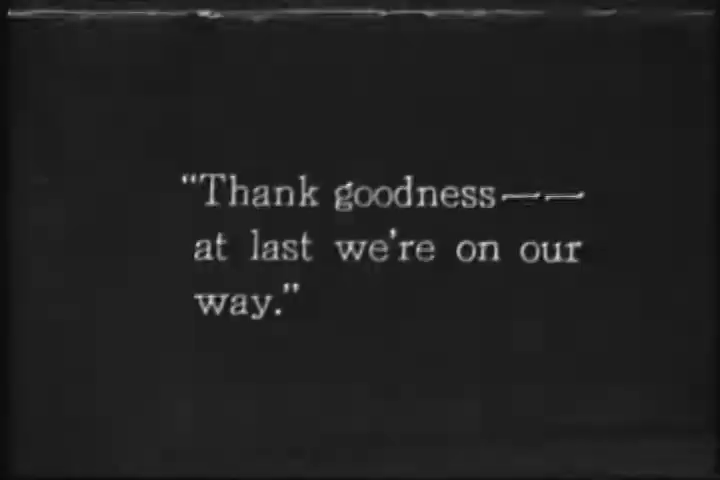 "Thank goodness——
at last we're on our
way."